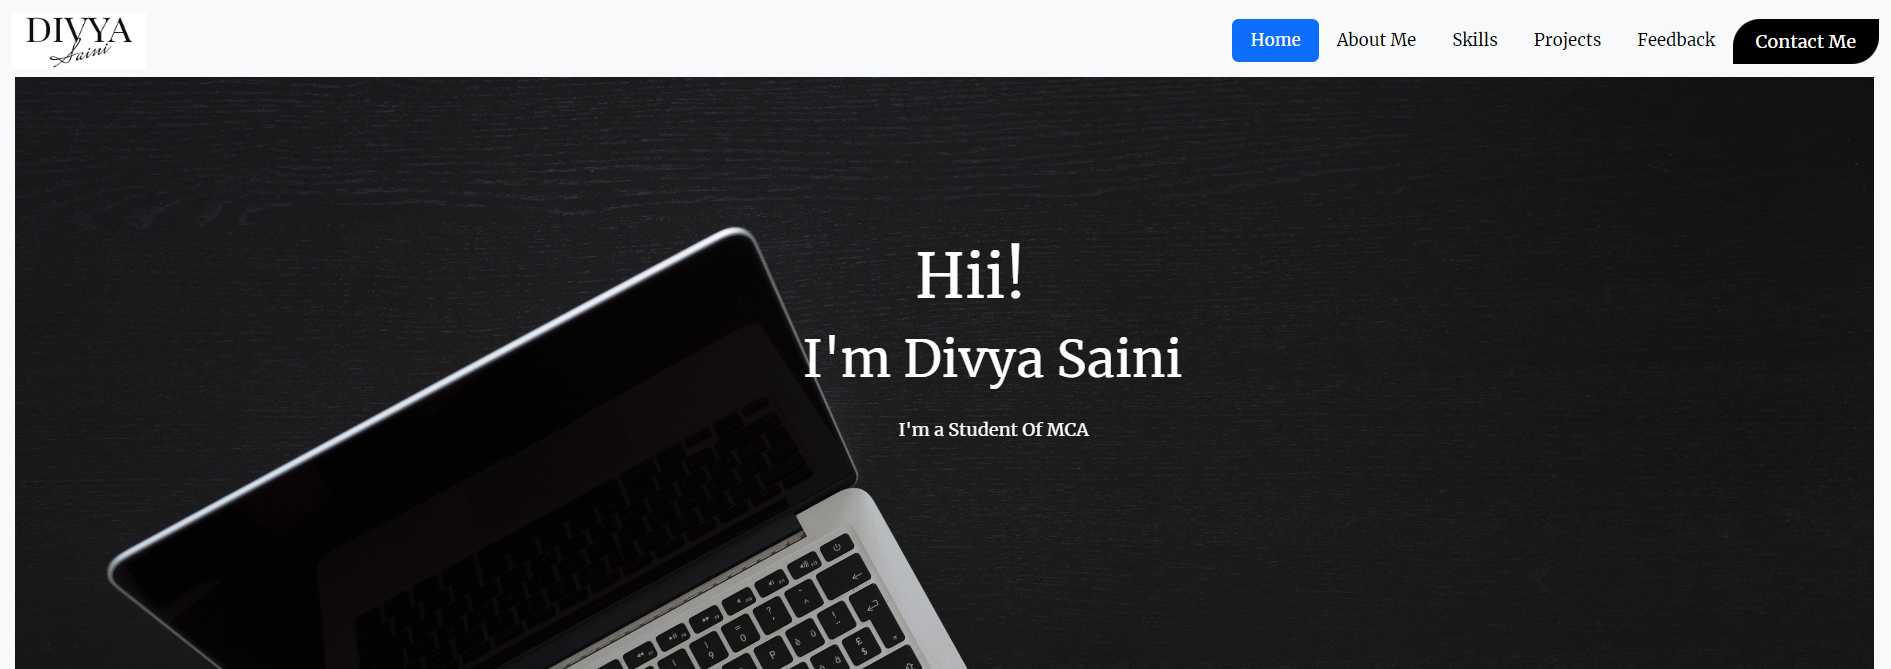 DIVYA
Saini
Home About Me Skills Projects Feedback Contact Me
Hii!
I'm Divya Saini
I'm a Student Of MCA